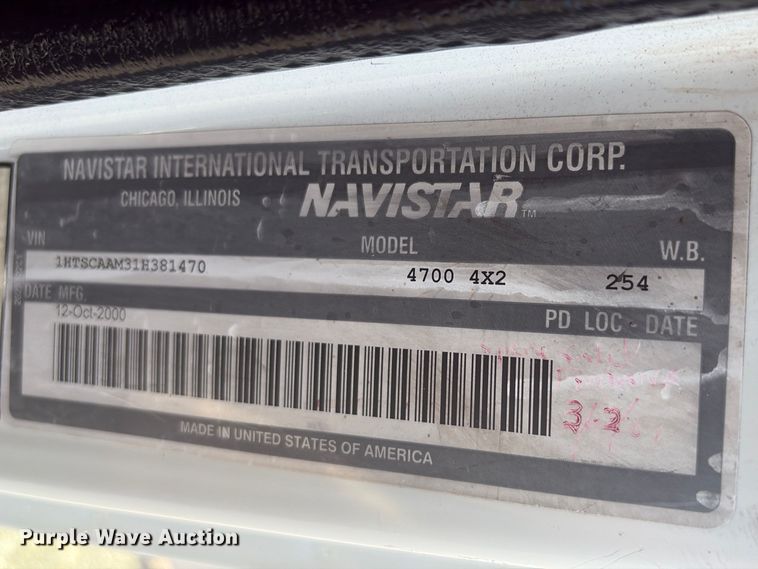 NAVISTAR INTERNATIONAL TRANSPORTATION CORP.
CHICAGO, ILLINOIS NAVISTAR TM
VIN MODEL W.B.
1HTSCAAM31H381470 4700 4X2 254
DATE MFG. PD LOC - DATE
12-Oct-2000
MADE IN UNITED STATES OF AMERICA
Purple Wave Auction